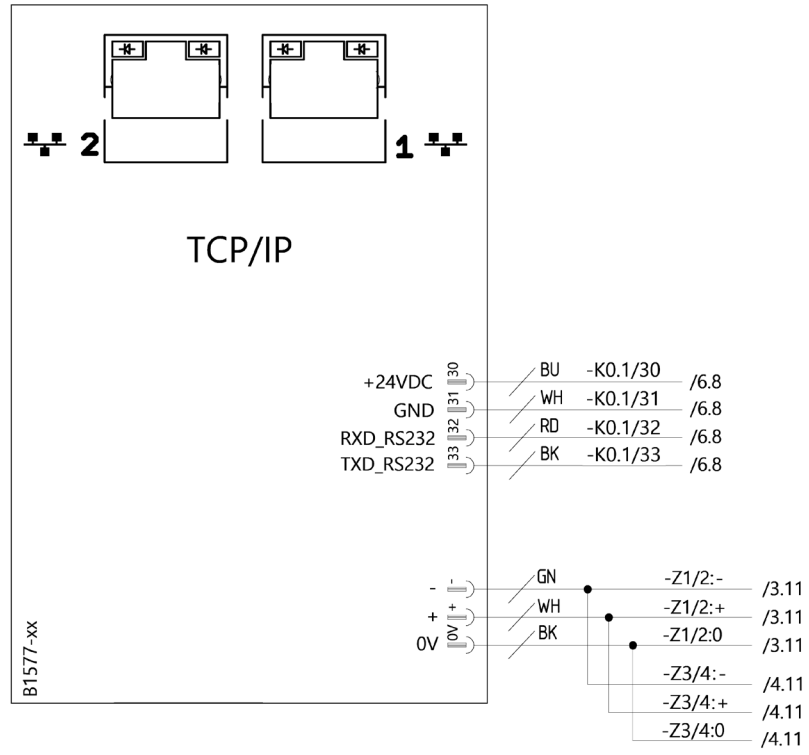 2 1
TCP/IP
+24VDC 30 BU -K0.1/30 /6.8
GND 31 WH -K0.1/31 /6.8
RXD_RS232 32 RD -K0.1/32 /6.8
TXD_RS232 33 BK -K0.1/33 /6.8
- - GN -Z1/2:- /3.11
+ + WH -Z1/2:+ /3.11
0V 0V BK -Z1/2:0 /3.11
-Z3/4:- /4.11
-Z3/4:+ /4.11
-Z3/4:0 /4.11
B1577-xx